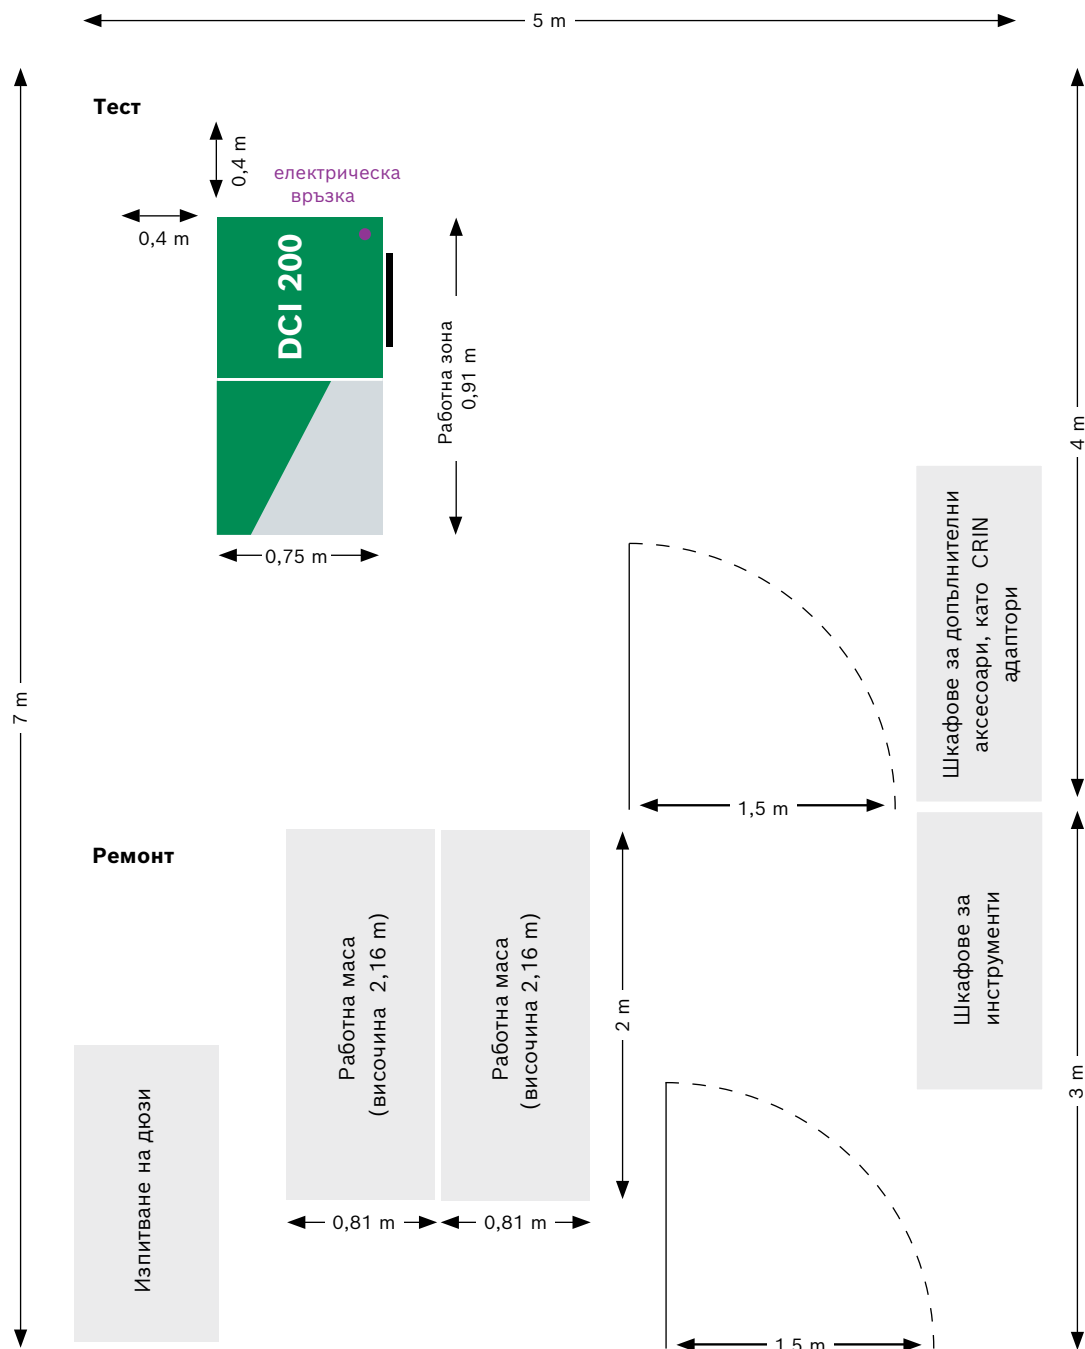 5 m
Тест
0,4 m
електрическа
връзка
0,4 m
DCI 200
Работна зона
0,91 m
0,75 m
4 m
Шкафове за допълнителни
аксесоари, като CRIN
адаптори
7 m
1,5 m
Ремонт
Работна маса
(височина 2,16 m)
Работна маса
(височина 2,16 m)
2 m
Шкафове за
инструменти
3 m
Изпитване на дюзи
0,81 m
0,81 m
1,5 m